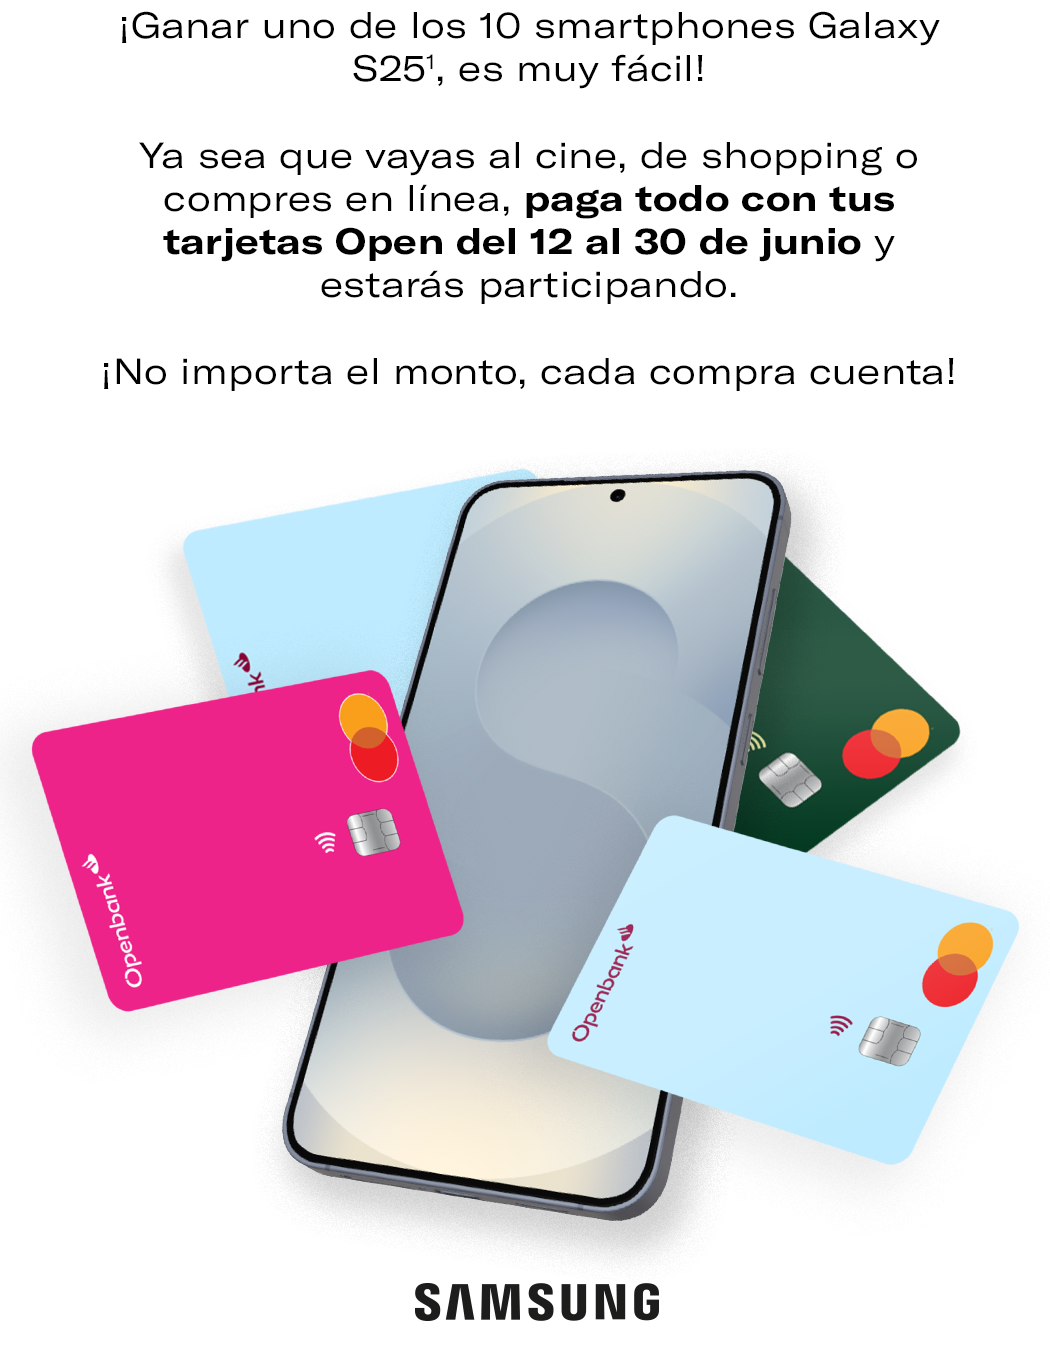 ¡Ganar uno de los 10 smartphones Galaxy
S25¹, es muy fácil!
Ya sea que vayas al cine, de shopping o
compres en línea, paga todo con tus
tarjetas Open del 12 al 30 de junio y
estarás participando.
¡No importa el monto, cada compra cuenta!
nk
Openbank
Openbank
SAMSUNG